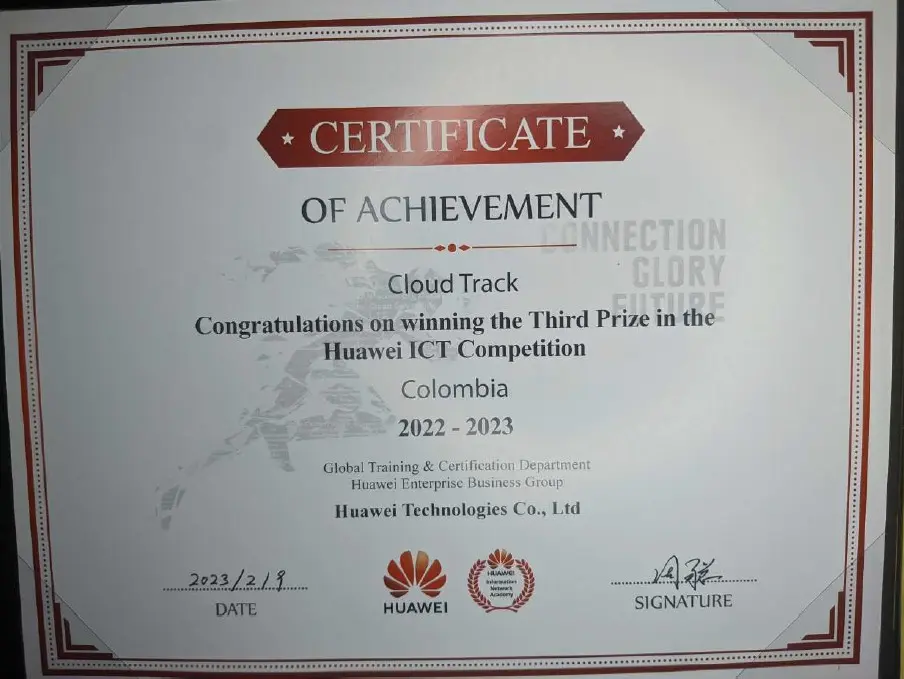 CERTIFICATE
OF ACHIEVEMENT
CONNECTION
GLORY
FUTURE
Cloud Track
Congratulations on winning the Third Prize in the
Huawei ICT Competition
Colombia
2022 - 2023
Global Training & Certification Department
Huawei Enterprise Business Group
Huawei Technologies Co., Ltd
2023/2/9
DATE
HUAWEI
HUAWEI
Information
Network
Academy
SIGNATURE